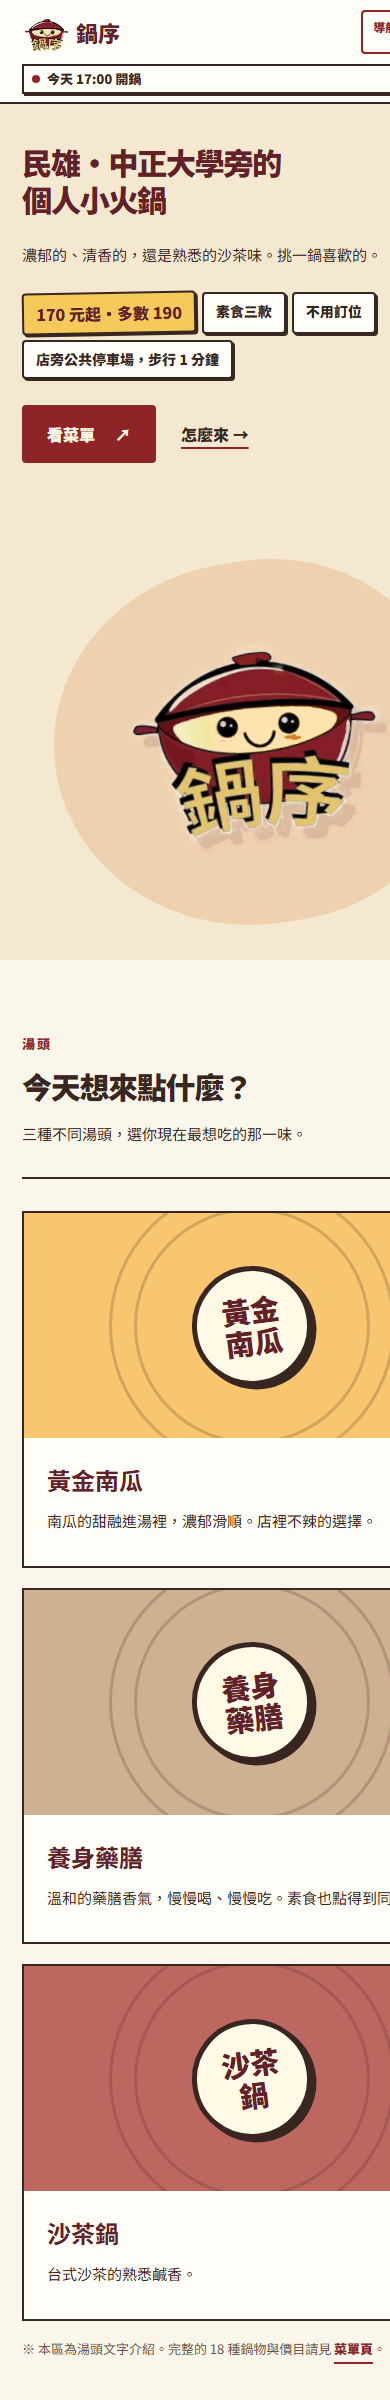 鍋序
鍋序
導
今天 17:00 開鍋
民雄・中正大學旁的
個人小火鍋
濃郁的、清香的，還是熟悉的沙茶味。挑一鍋喜歡的。
170 元起・多數 190
素食三款
不用訂位
店旁公共停車場，步行 1 分鐘
看菜單 ↗
怎麼來 →
鍋序
湯頭
今天想來點什麼？
三種不同湯頭，選你現在最想吃的那一味。
黃金
南瓜
黃金南瓜
南瓜的甜融進湯裡，濃郁滑順。店裡不辣的選擇。
養身
藥膳
養身藥膳
溫和的藥膳香氣，慢慢喝、慢慢吃。素食也點得到同
沙茶
鍋
沙茶鍋
台式沙茶的熟悉鹹香。
※ 本區為湯頭文字介紹。完整的 18 種鍋物與價目請見 菜單頁。